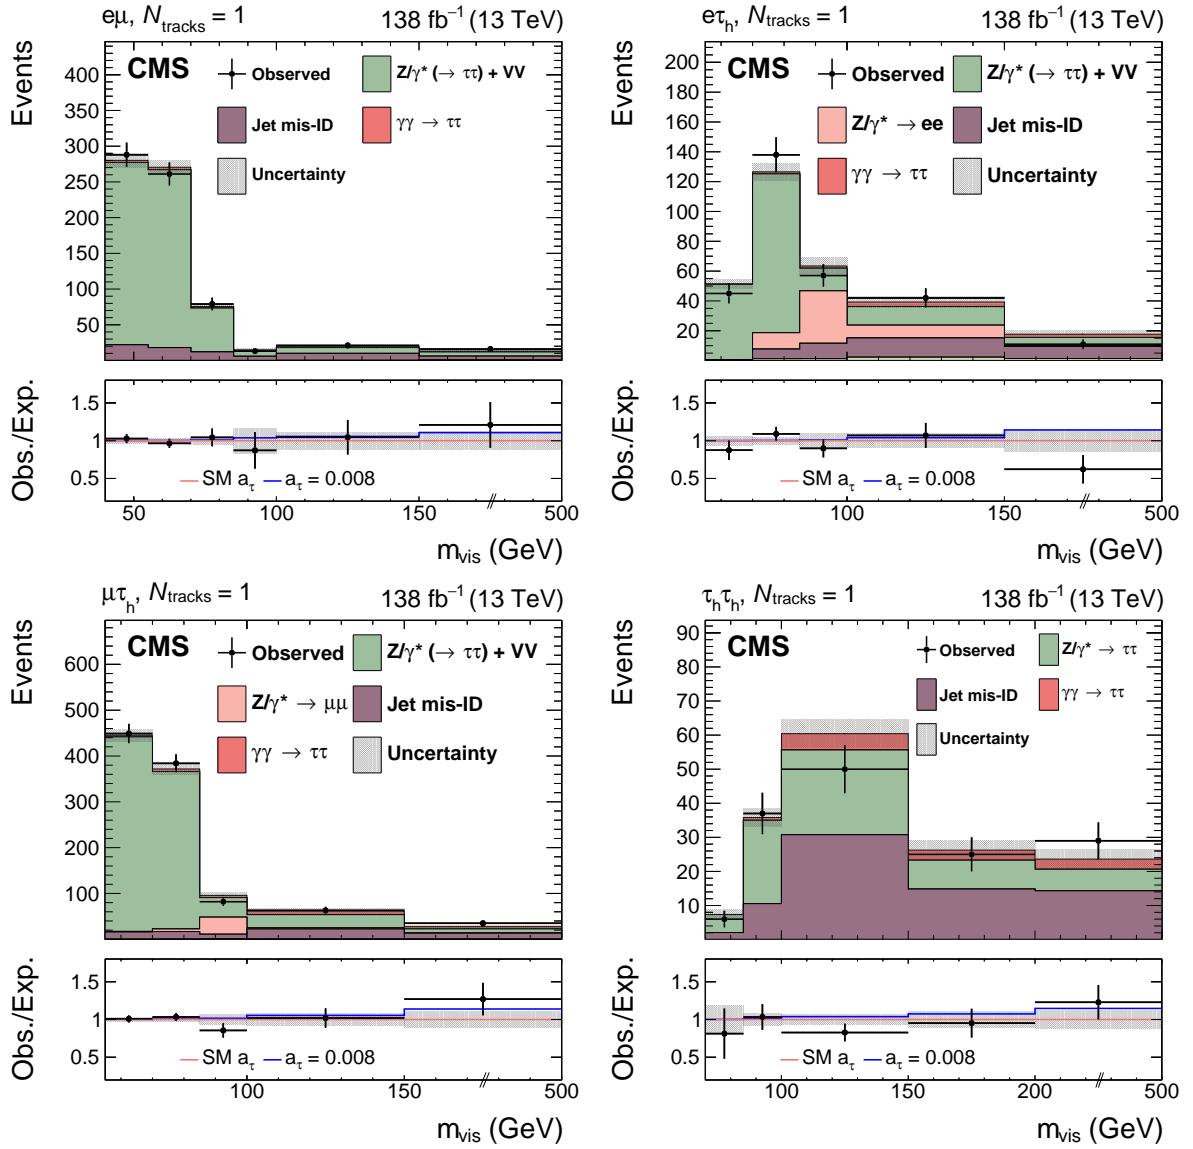 eμ, N_tracks = 1 138 fb⁻¹ (13 TeV)
Events
CMS
Observed
Z/γ* (→ ττ) + VV
Jet mis-ID
γγ → ττ
Uncertainty
400
350
300
250
200
150
100
50
Obs./Exp.
1.5
1
0.5
SM a_τ
a_τ = 0.008
50 100 150 500
m_vis (GeV)
eτ_h, N_tracks = 1 138 fb⁻¹ (13 TeV)
Events
CMS
Observed
Z/γ* (→ ττ) + VV
Z/γ* → ee
Jet mis-ID
γγ → ττ
Uncertainty
200
180
160
140
120
100
80
60
40
20
Obs./Exp.
1.5
1
0.5
SM a_τ
a_τ = 0.008
100 150 500
m_vis (GeV)
μτ_h, N_tracks = 1 138 fb⁻¹ (13 TeV)
Events
CMS
Observed
Z/γ* (→ ττ) + VV
Z/γ* → μμ
Jet mis-ID
γγ → ττ
Uncertainty
600
500
400
300
200
100
Obs./Exp.
1.5
1
0.5
SM a_τ
a_τ = 0.008
100 150 500
m_vis (GeV)
τ_hτ_h, N_tracks = 1 138 fb⁻¹ (13 TeV)
Events
CMS
Observed
Z/γ* → ττ
Jet mis-ID
γγ → ττ
Uncertainty
90
80
70
60
50
40
30
20
10
Obs./Exp.
1.5
1
0.5
SM a_τ
a_τ = 0.008
100 150 200 500
m_vis (GeV)